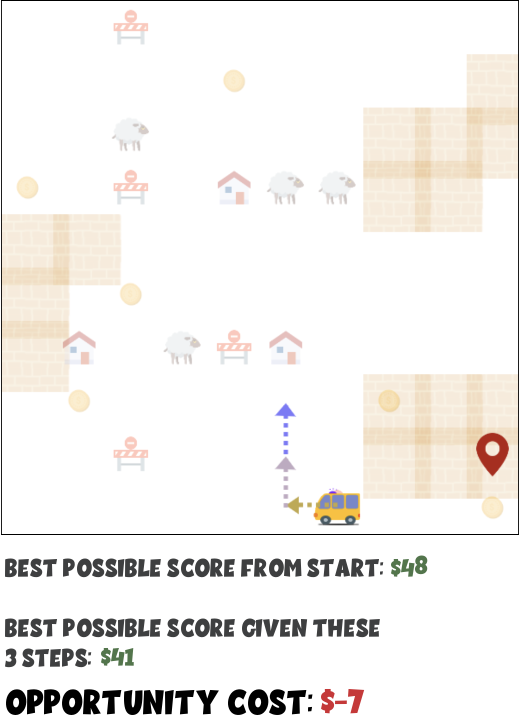 BEST POSSIBLE SCORE FROM START: $48
BEST POSSIBLE SCORE GIVEN THESE
3 STEPS: $41
OPPORTUNITY COST: $-7